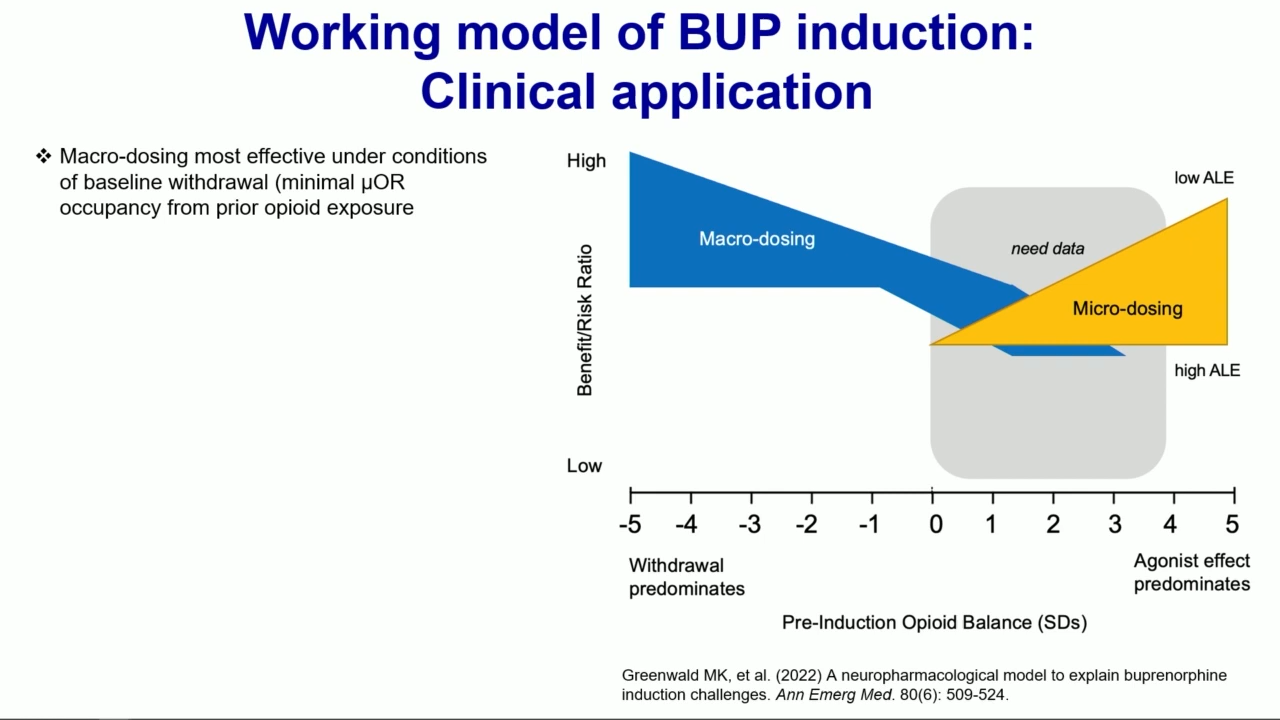 Working model of BUP induction:
Clinical application
❖ Macro-dosing most effective under conditions
of baseline withdrawal (minimal µOR
occupancy from prior opioid exposure
High
low ALE
Macro-dosing
need data
Benefit/Risk Ratio
Micro-dosing
high ALE
Low
-5 -4 -3 -2 -1 0 1 2 3 4 5
Withdrawal
predominates
Agonist effect
predominates
Pre-Induction Opioid Balance (SDs)
Greenwald MK, et al. (2022) A neuropharmacological model to explain buprenorphine
induction challenges. Ann Emerg Med. 80(6): 509-524.